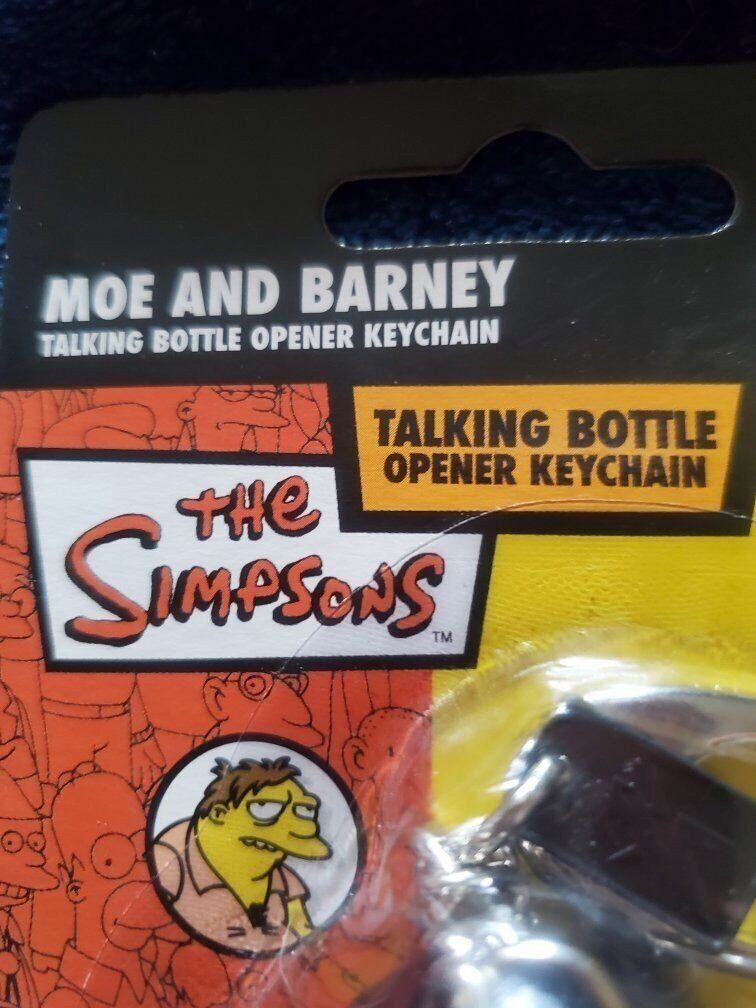 MOE AND BARNEY
TALKING BOTTLE OPENER KEYCHAIN
TALKING BOTTLE
OPENER KEYCHAIN
THe
SIMPSONS
TM